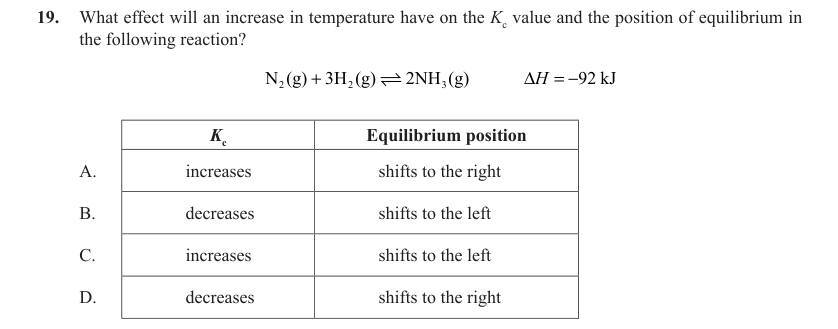 19. What effect will an increase in temperature have on the K꜀ value and the position of equilibrium in
the following reaction?
N₂(g) + 3H₂(g) ⇌ 2NH₃(g) ΔH = −92 kJ
K꜀ Equilibrium position
A. increases shifts to the right
B. decreases shifts to the left
C. increases shifts to the left
D. decreases shifts to the right